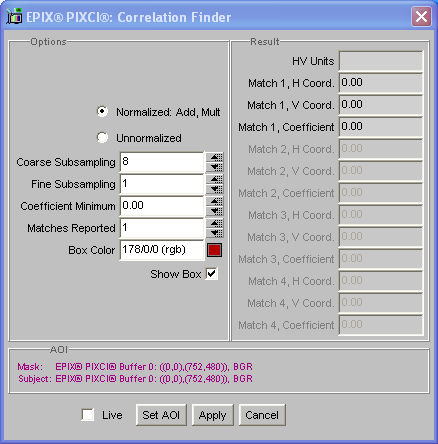 EPIX® PIXCI®: Correlation Finder
Options
Normalized: Add, Mult
Unnormalized
Coarse Subsampling 8
Fine Subsampling 1
Coefficient Minimum 0.00
Matches Reported 1
Box Color 178/0/0 (rgb)
Show Box
Result
HV Units
Match 1, H Coord. 0.00
Match 1, V Coord. 0.00
Match 1, Coefficient 0.00
Match 2, H Coord. 0.00
Match 2, V Coord. 0.00
Match 2, Coefficient 0.00
Match 3, H Coord. 0.00
Match 3, V Coord. 0.00
Match 3, Coefficient 0.00
Match 4, H Coord. 0.00
Match 4, V Coord. 0.00
Match 4, Coefficient 0.00
AOI
Mask: EPIX® PIXCI® Buffer 0: ((0,0),(752,480)), BGR
Subject: EPIX® PIXCI® Buffer 0: ((0,0),(752,480)), BGR
Live Set AOI Apply Cancel